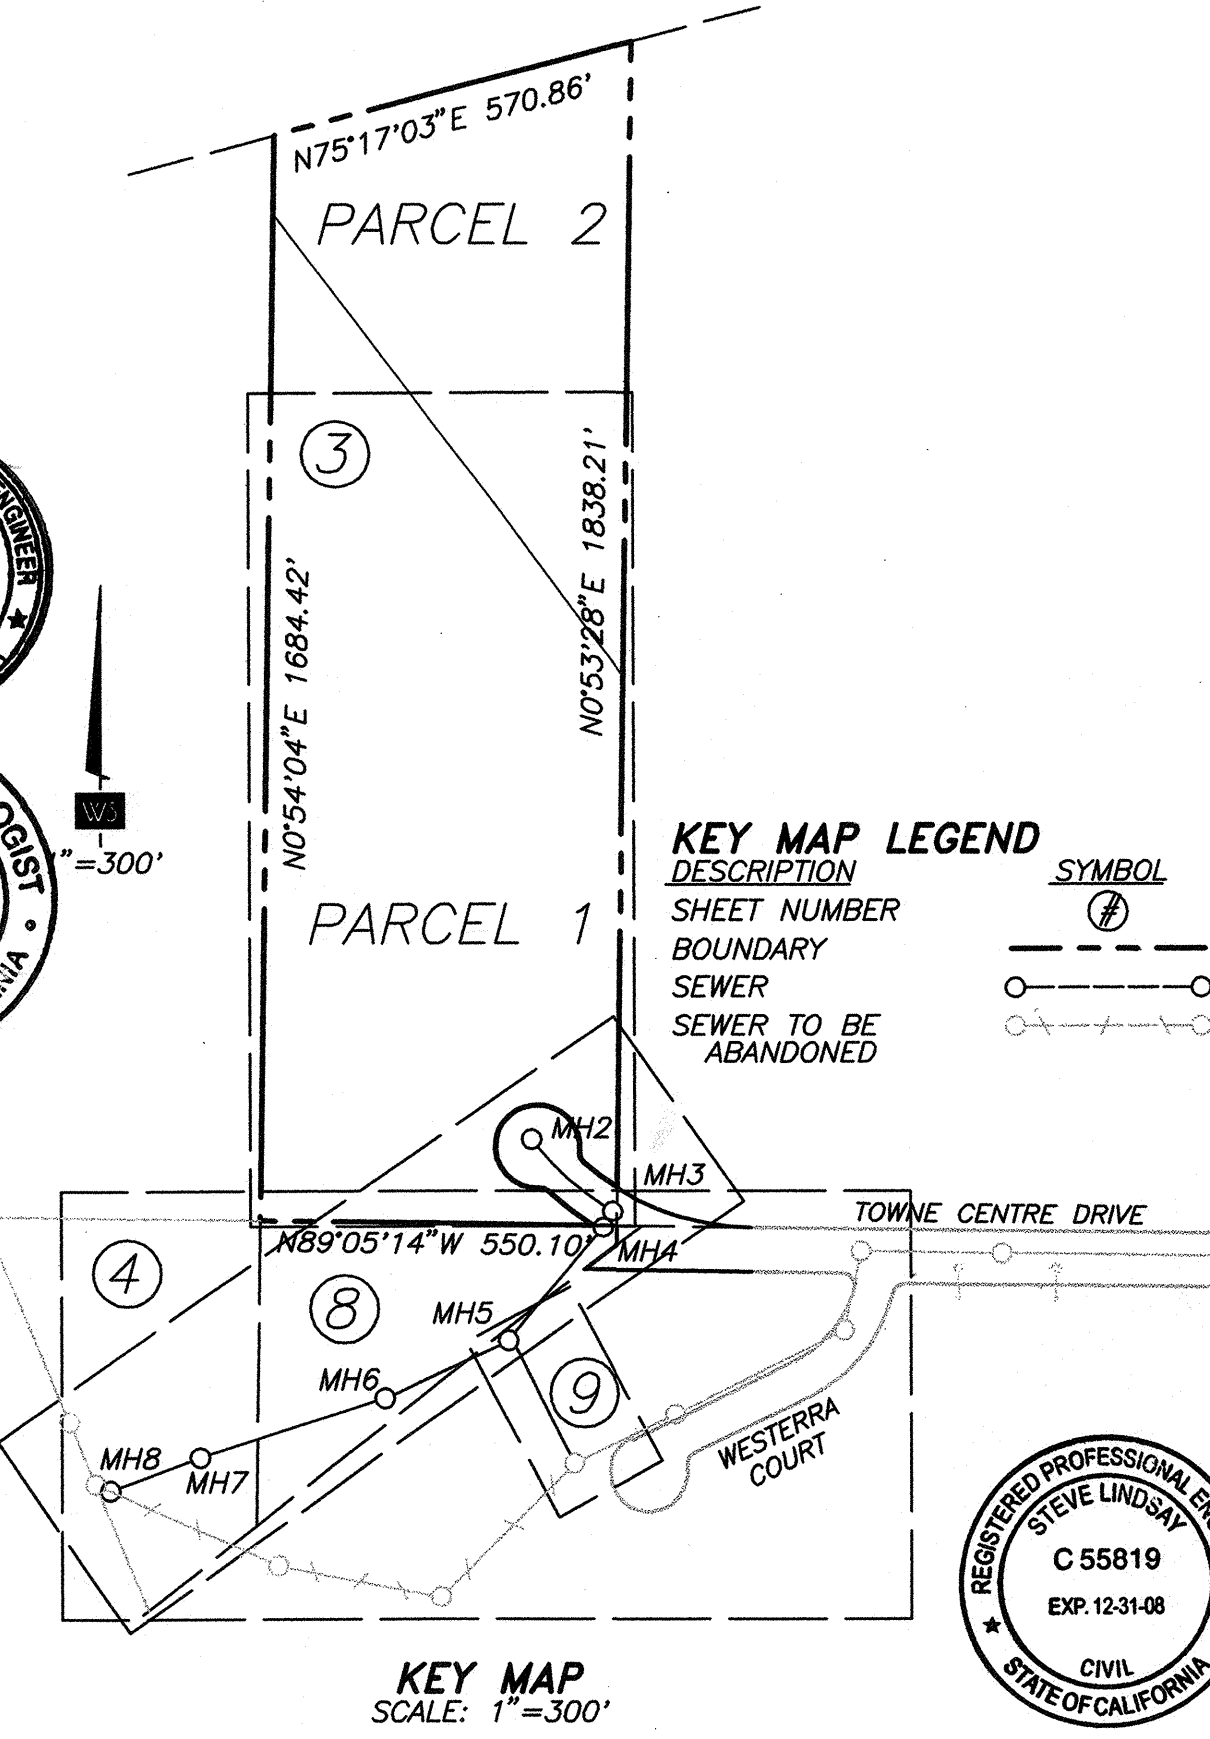 N75°17'03"E 570.86'
PARCEL 2
3
ENGINEER
N0°54'04"E 1684.42'
N0°53'28"E 1838.21'
WS
"=300'
KEY MAP LEGEND
DESCRIPTION SYMBOL
SHEET NUMBER #
BOUNDARY
SEWER
SEWER TO BE
ABANDONED
PARCEL 1
MH2
MH3
TOWNE CENTRE DRIVE
N89°05'14"W 550.10'
MH4
4
8
MH5
MH6
9
WESTERRA
COURT
MH8
MH7
REGISTERED PROFESSIONAL
STEVE LINDSAY
C 55819
EXP. 12-31-08
CIVIL
STATE OF CALIFORNIA
KEY MAP
SCALE: 1"=300'